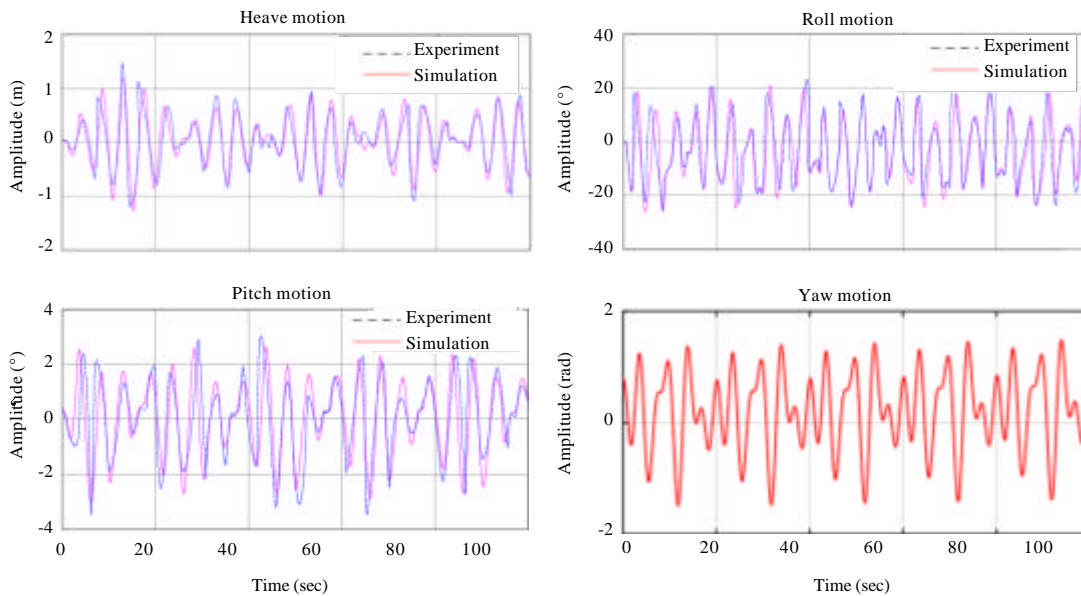 Heave motion
2
1
0
-1
-2
Amplitude (m)
Experiment
Simulation
Roll motion
40
20
0
-20
-40
Amplitude (°)
Experiment
Simulation
Pitch motion
4
2
0
-2
-4
Amplitude (°)
Experiment
Simulation
0 20 40 60 80 100
Time (sec)
Yaw motion
2
0
-2
Amplitude (rad)
0 20 40 60 80 100
Time (sec)